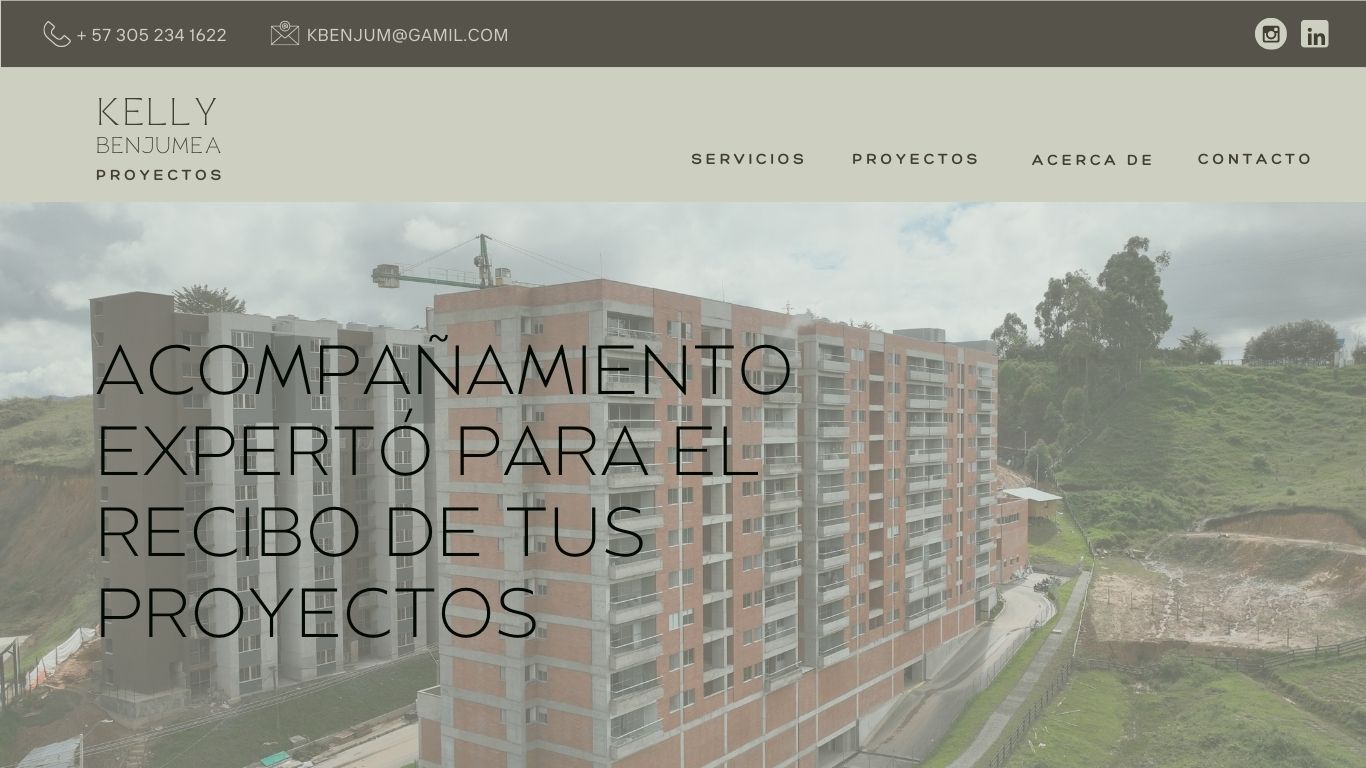 + 57 305 234 1622
KBENJUM@GAMIL.COM
KELLY
BENJUMEA
PROYECTOS
SERVICIOS
PROYECTOS
ACERCA DE
CONTACTO
ACOMPAÑAMIENTO
EXPERTÓ PARA EL
RECIBO DE TUS
PROYECTOS